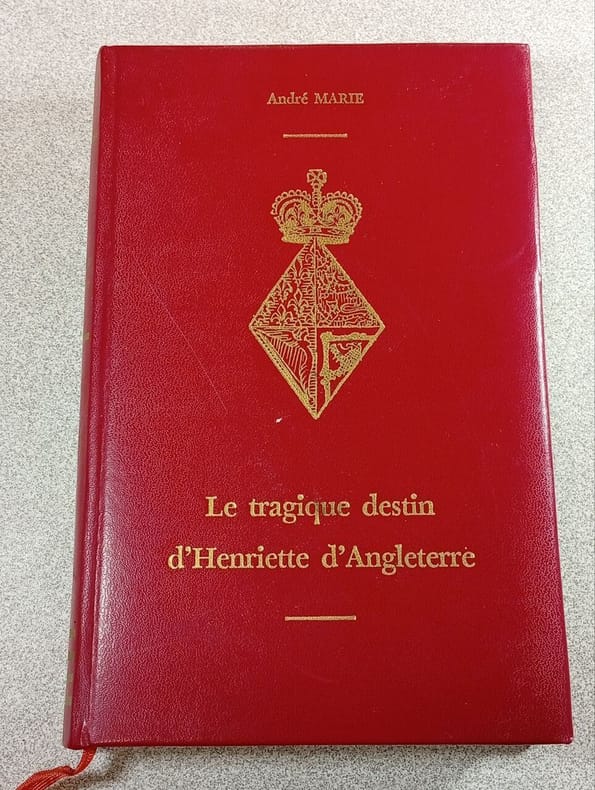 André MARIE
Le tragique destin
d'Henriette d'Angleterre